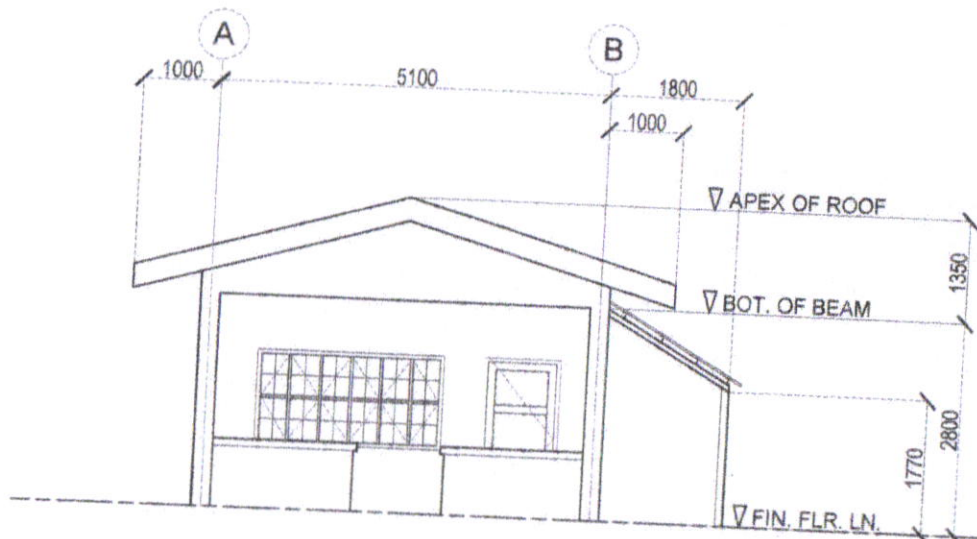 A
B
1000
5100
1800
1000
APEX OF ROOF
1350
BOT. OF BEAM
1770
2800
FIN. FLR. LN.